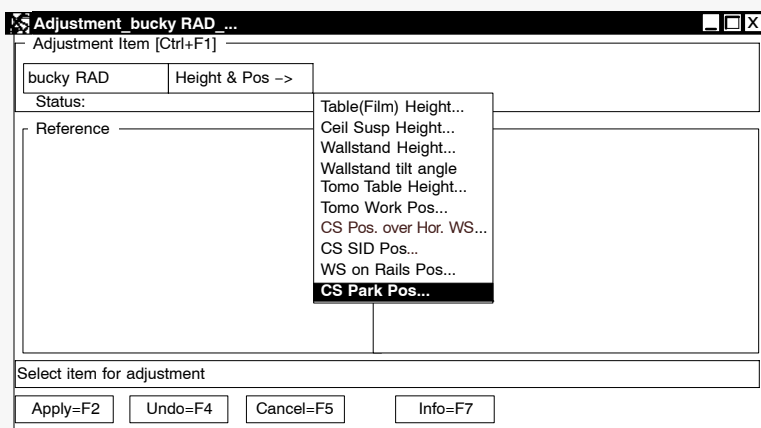 Adjustment_bucky RAD_...
Adjustment Item [Ctrl+F1]
bucky RAD
Height & Pos ->
Status:
Reference
Table(Film) Height...
Ceil Susp Height...
Wallstand Height...
Wallstand tilt angle
Tomo Table Height...
Tomo Work Pos...
CS Pos. over Hor. WS...
CS SID Pos...
WS on Rails Pos...
CS Park Pos...
Select item for adjustment
Apply=F2 Undo=F4 Cancel=F5 Info=F7